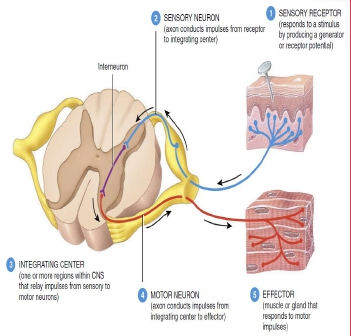 1 SENSORY RECEPTOR
(responds to a stimulus
by producing a generator
or receptor potential)
2 SENSORY NEURON
(axon conducts impulses from receptor
to integrating center)
Interneuron
3 INTEGRATING CENTER
(one or more regions within CNS
that relay impulses from sensory to
motor neurons)
4 MOTOR NEURON
(axon conducts impulses from
integrating center to effector)
5 EFFECTOR
(muscle or gland that
responds to motor
impulses)